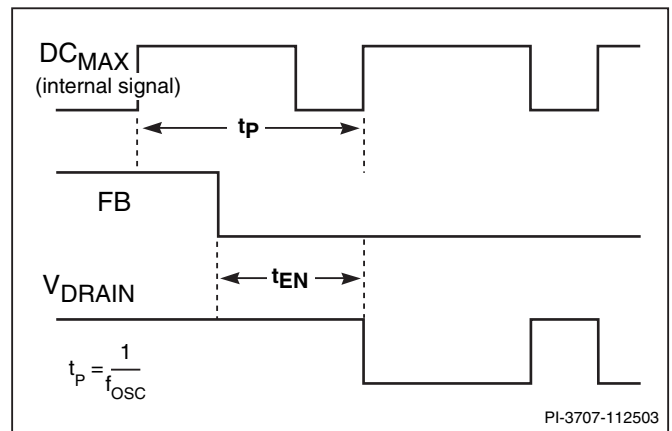 DCMAX
(internal signal)
tP
FB
tEN
VDRAIN
tP = 1
fOSC
PI-3707-112503